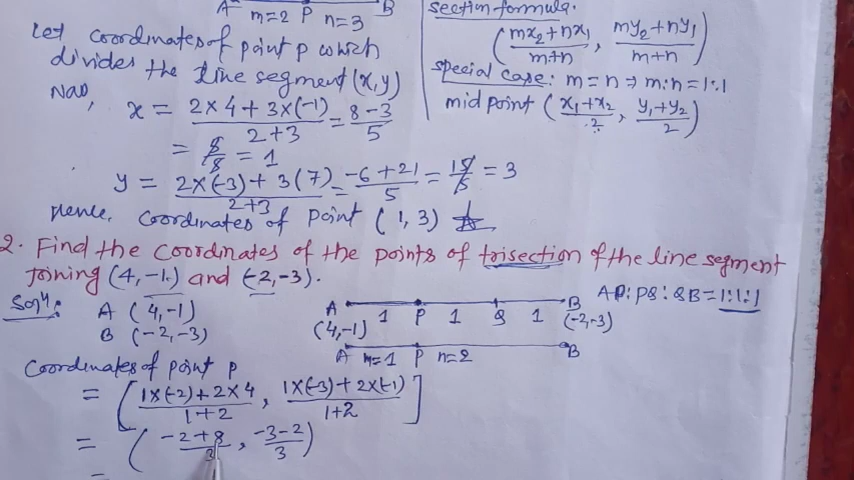 A m=2 P n=3 B
Let coordinates of point p which
divides the line segment (x,y)
Now,
x = 2×4+3×(-1)/2+3 = 8-3/5
= 5/5 = 1
y = 2×(-3)+3(7)/2+3 = -6+21/5 = 15/5 = 3
Hence, coordinates of point (1,3)
section formula.
(mx₂+nx₁/m+n, my₂+ny₁/m+n)
special case: m=n ⇒ m:n=1:1
mid point (x₁+x₂/2, y₁+y₂/2)
2. Find the coordinates of the points of trisection of the line segment
joining (4,-1) and (-2,-3).
Solⁿ:
A (4,-1)
B (-2,-3)
A 1 P 1 Q 1 B
(4,-1) (-2,-3)
AP:PQ:QB=1:1:1
A m=1 P n=2 B
Coordinates of point p
= [1×(-2)+2×4/1+2, 1×(-3)+2×(-1)/1+2]
= (-2+8/3, -3-2/3)
=